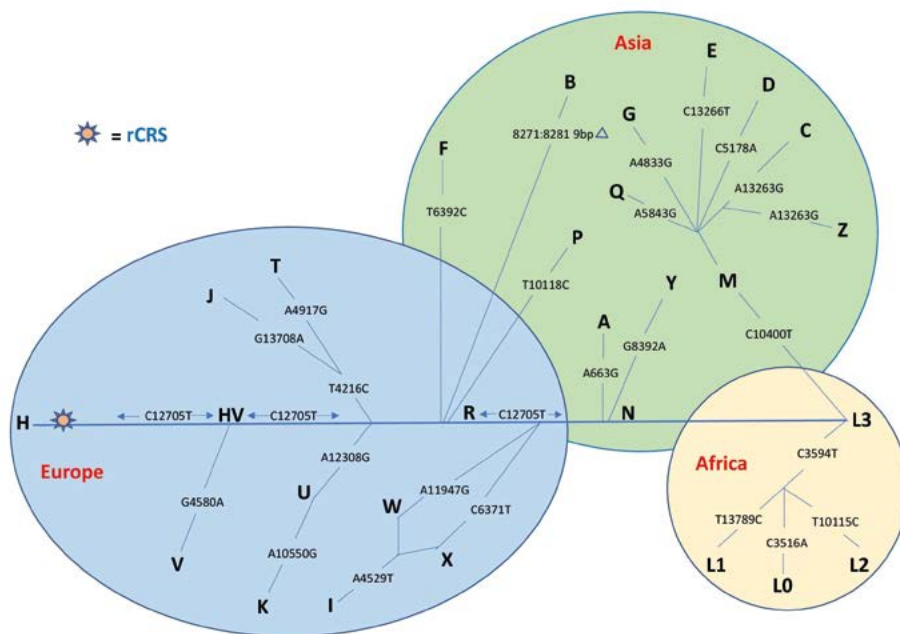 Asia
E
B
D
G
C13266T
= rCRS
8271:8281 9bp △
C
F
A4833G
C5178A
A13263G
Q
T6392C
A5843G
A13263G
Z
P
T
M
Y
T10118C
J
A4917G
A
C10400T
G13708A
G8392A
A663G
T4216C
H
C12705T
HV
C12705T
R
C12705T
N
L3
Europe
A12308G
Africa
C3594T
G4580A
U
W
A11947G
C6371T
T13789C
T10115C
C3516A
V
A10550G
X
L1
L2
A4529T
L0
K
I